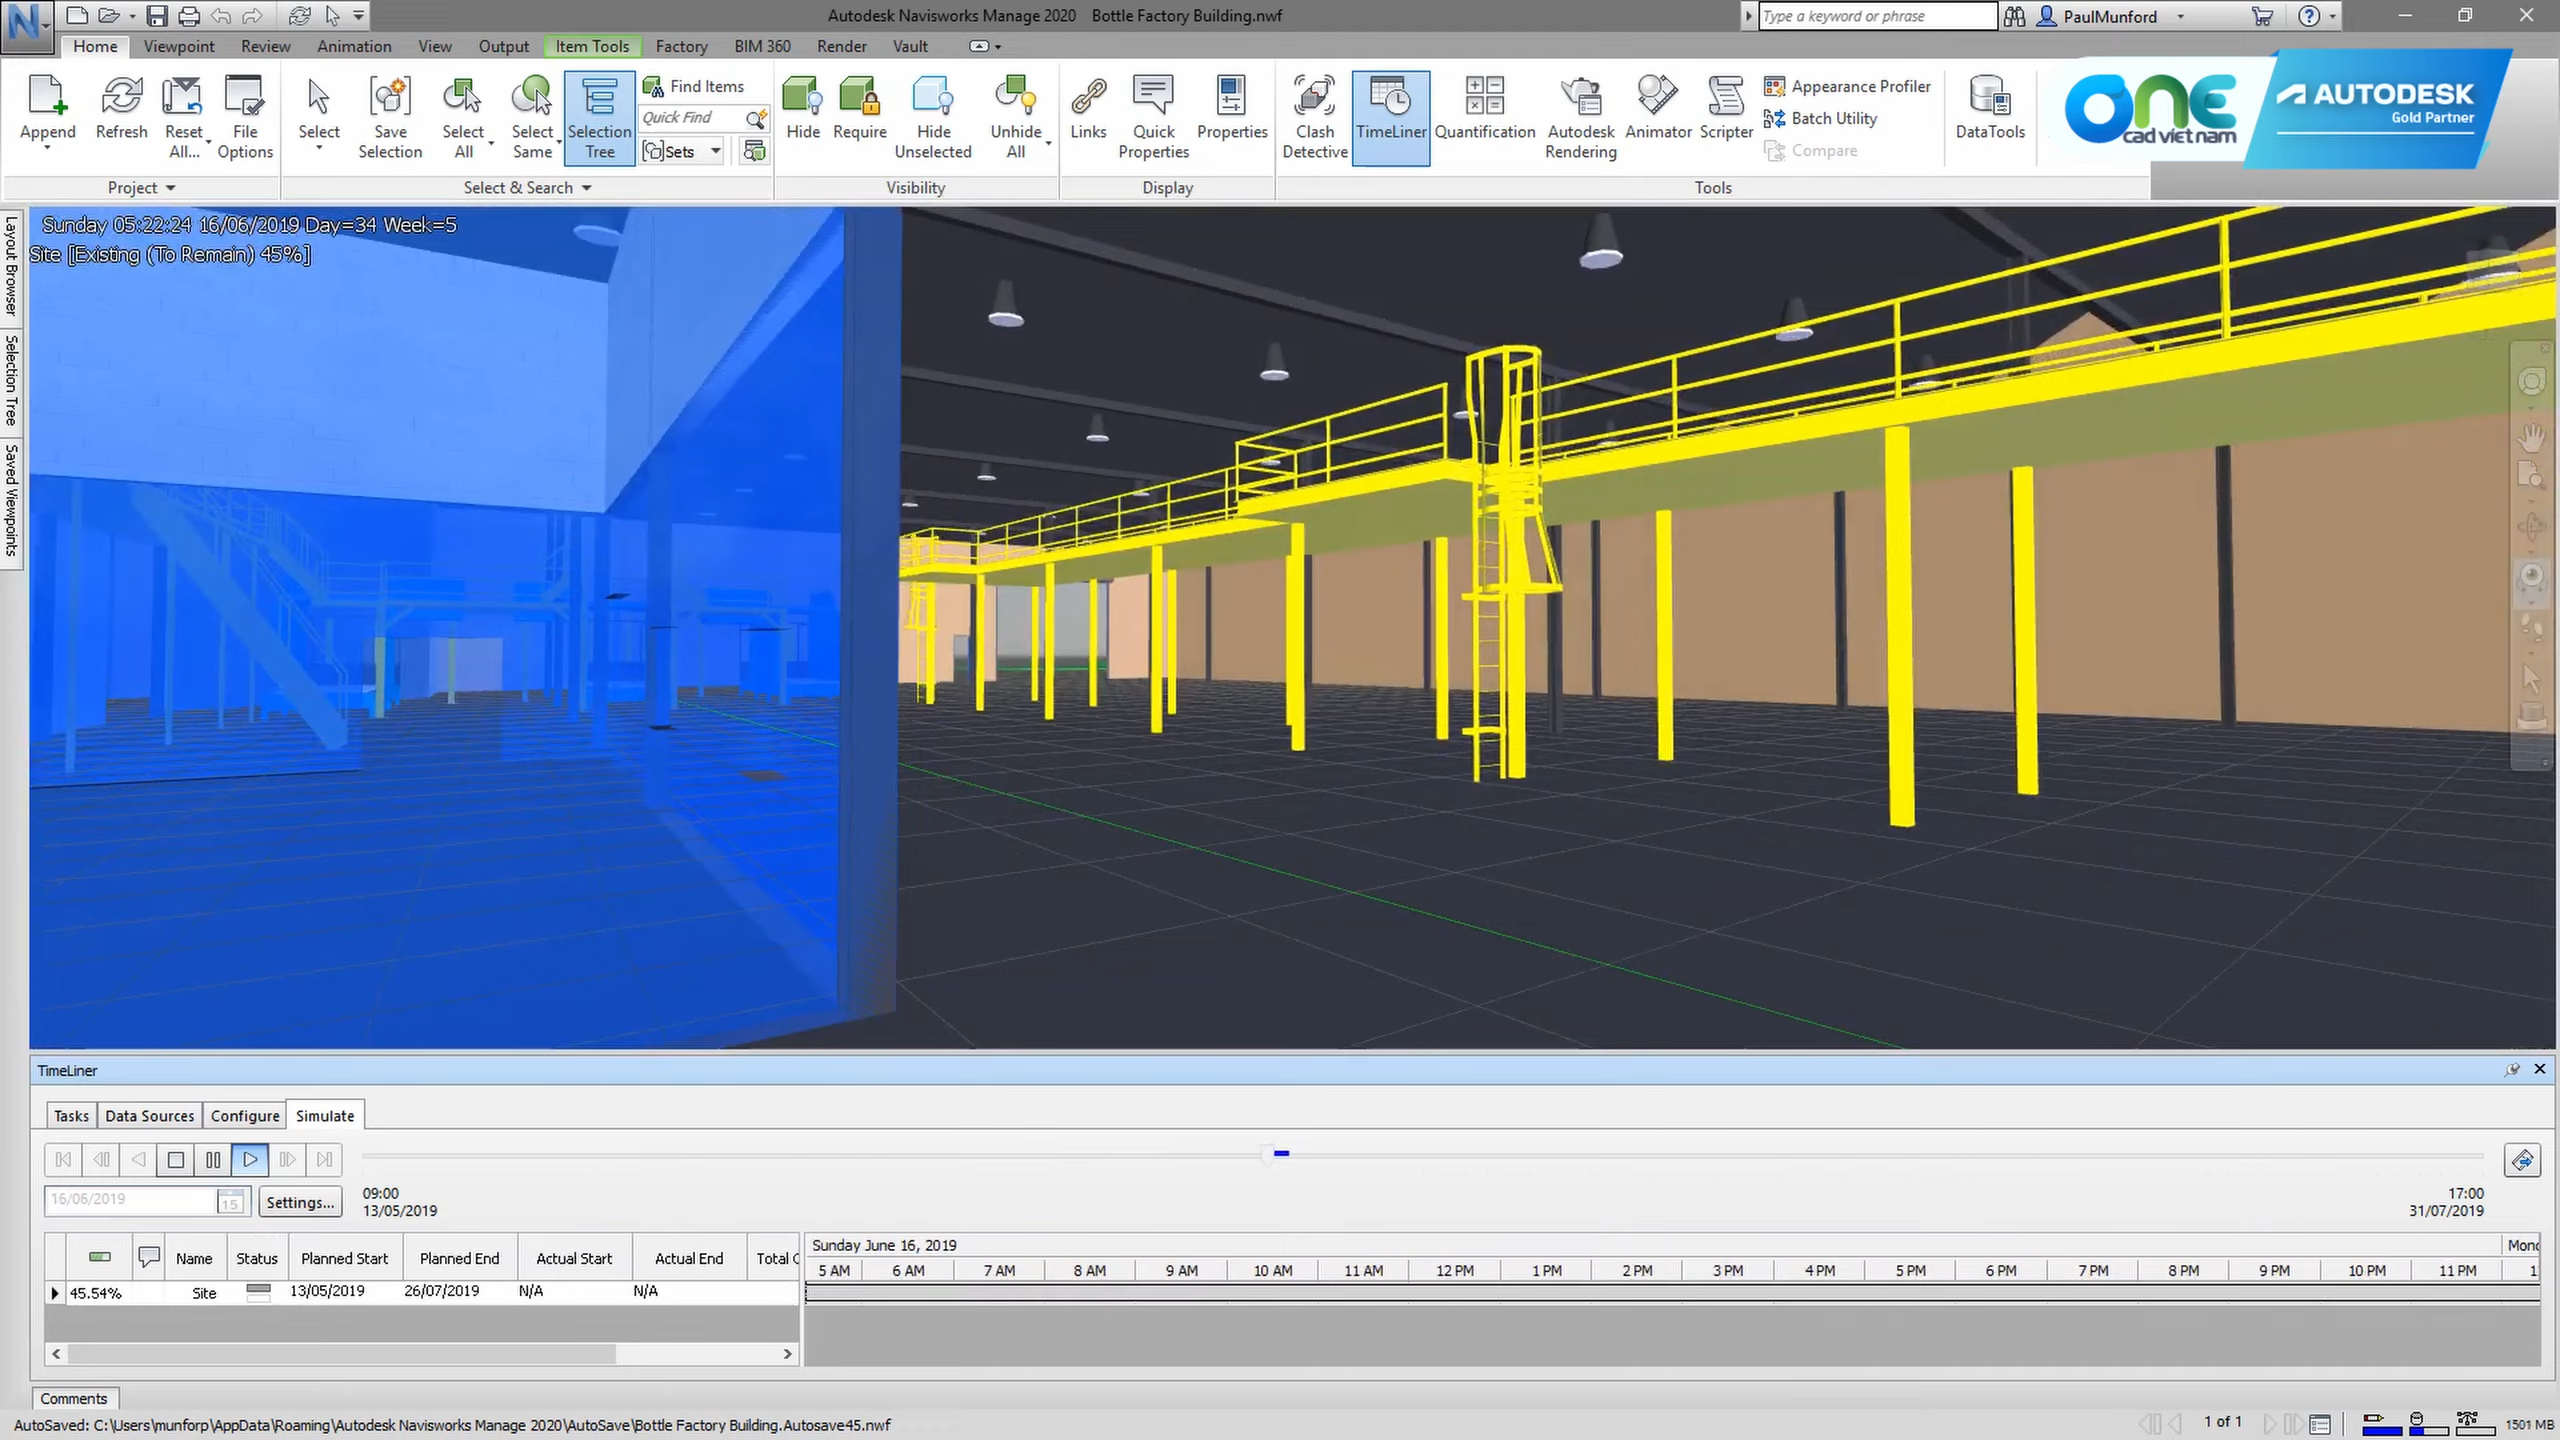 Autodesk Navisworks Manage 2020 Bottle Factory Building.nwf
Type a keyword or phrase
PaulMunford
Home Viewpoint Review Animation View Output Item Tools Factory BIM 360 Render Vault
Append
Refresh
Reset All...
File Options
Select
Save Selection
Select All
Select Same
Selection Tree
Find Items
Quick Find
Sets
Hide
Require
Hide Unselected
Unhide All
Links
Quick Properties
Properties
Clash Detective
TimeLiner
Quantification
Autodesk Rendering
Animator
Scripter
Appearance Profiler
Batch Utility
Compare
DataTools
Project
Select & Search
Visibility
Display
Tools
ONE
cad việt nam
AUTODESK
Gold Partner
Layout Browser
Selection Tree
Saved Viewpoints
Sunday 05:22:24 16/06/2019 Day=34 Week=5
Site [Existing (To Remain) 45%]
TimeLiner
Tasks Data Sources Configure Simulate
16/06/2019
15
Settings...
09:00
13/05/2019
17:00
31/07/2019
Name Status Planned Start Planned End Actual Start Actual End Total C
45.54% Site 13/05/2019 26/07/2019 N/A N/A
Sunday June 16, 2019
5 AM 6 AM 7 AM 8 AM 9 AM 10 AM 11 AM 12 PM 1 PM 2 PM 3 PM 4 PM 5 PM 6 PM 7 PM 8 PM 9 PM 10 PM 11 PM
Comments
AutoSaved: C:\Users\munforp\AppData\Roaming\Autodesk Navisworks Manage 2020\AutoSave\Bottle Factory Building.Autosave45.nwf
1 of 1
1501 MB